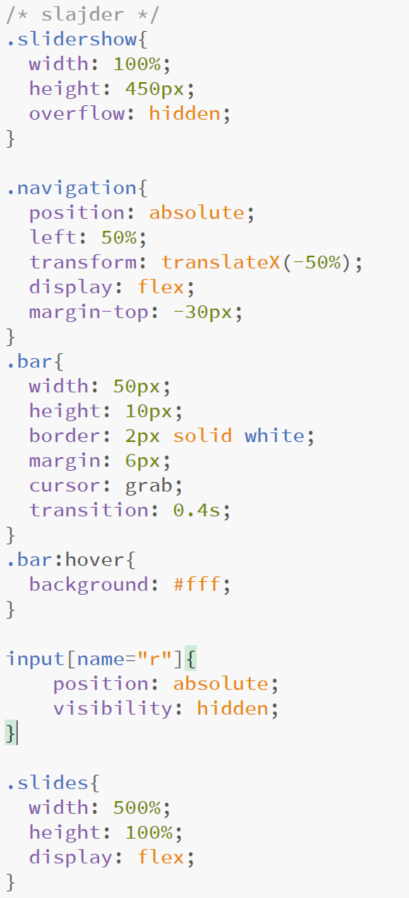 /* slajder */
.slidershow{
  width: 100%;
  height: 450px;
  overflow: hidden;
}

.navigation{
  position: absolute;
  left: 50%;
  transform: translateX(-50%);
  display: flex;
  margin-top: -30px;
}
.bar{
  width: 50px;
  height: 10px;
  border: 2px solid white;
  margin: 6px;
  cursor: grab;
  transition: 0.4s;
}
.bar:hover{
  background: #fff;
}

input[name="r"]{
    position: absolute;
    visibility: hidden;
}

.slides{
  width: 500%;
  height: 100%;
  display: flex;
}